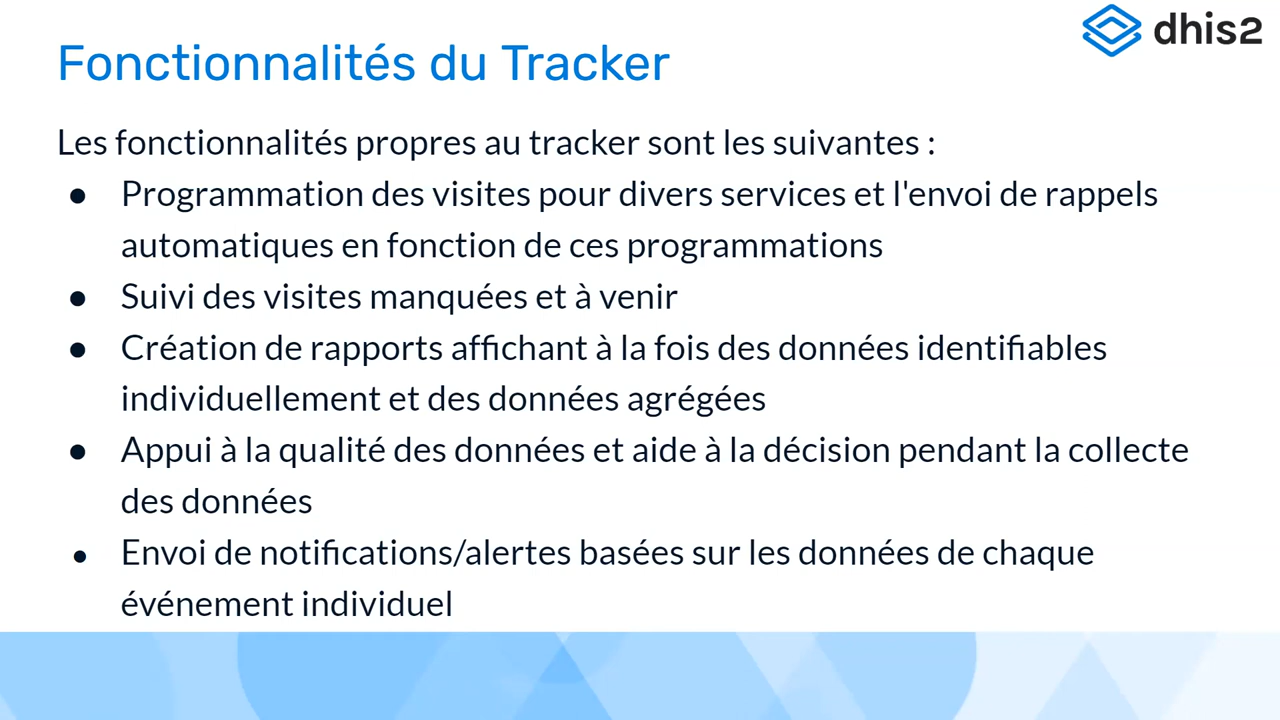 dhis2
Fonctionnalités du Tracker
Les fonctionnalités propres au tracker sont les suivantes :
● Programmation des visites pour divers services et l'envoi de rappels
automatiques en fonction de ces programmations
● Suivi des visites manquées et à venir
● Création de rapports affichant à la fois des données identifiables
individuellement et des données agrégées
● Appui à la qualité des données et aide à la décision pendant la collecte
des données
● Envoi de notifications/alertes basées sur les données de chaque
événement individuel